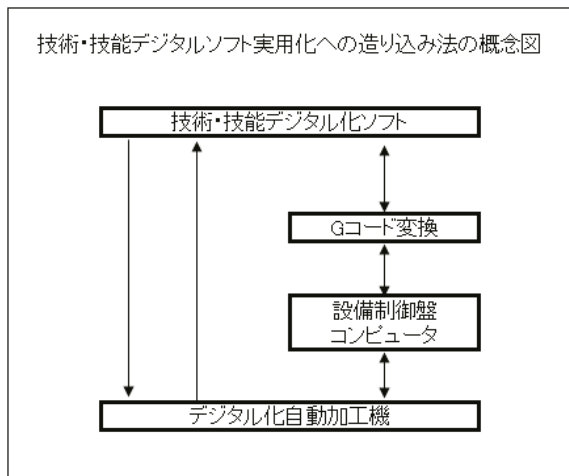 技術・技能デジタルソフト実用化への造り込み法の概念図
技術・技能デジタル化ソフト
Gコード変換
設備制御盤
コンピュータ
デジタル化自動加工機